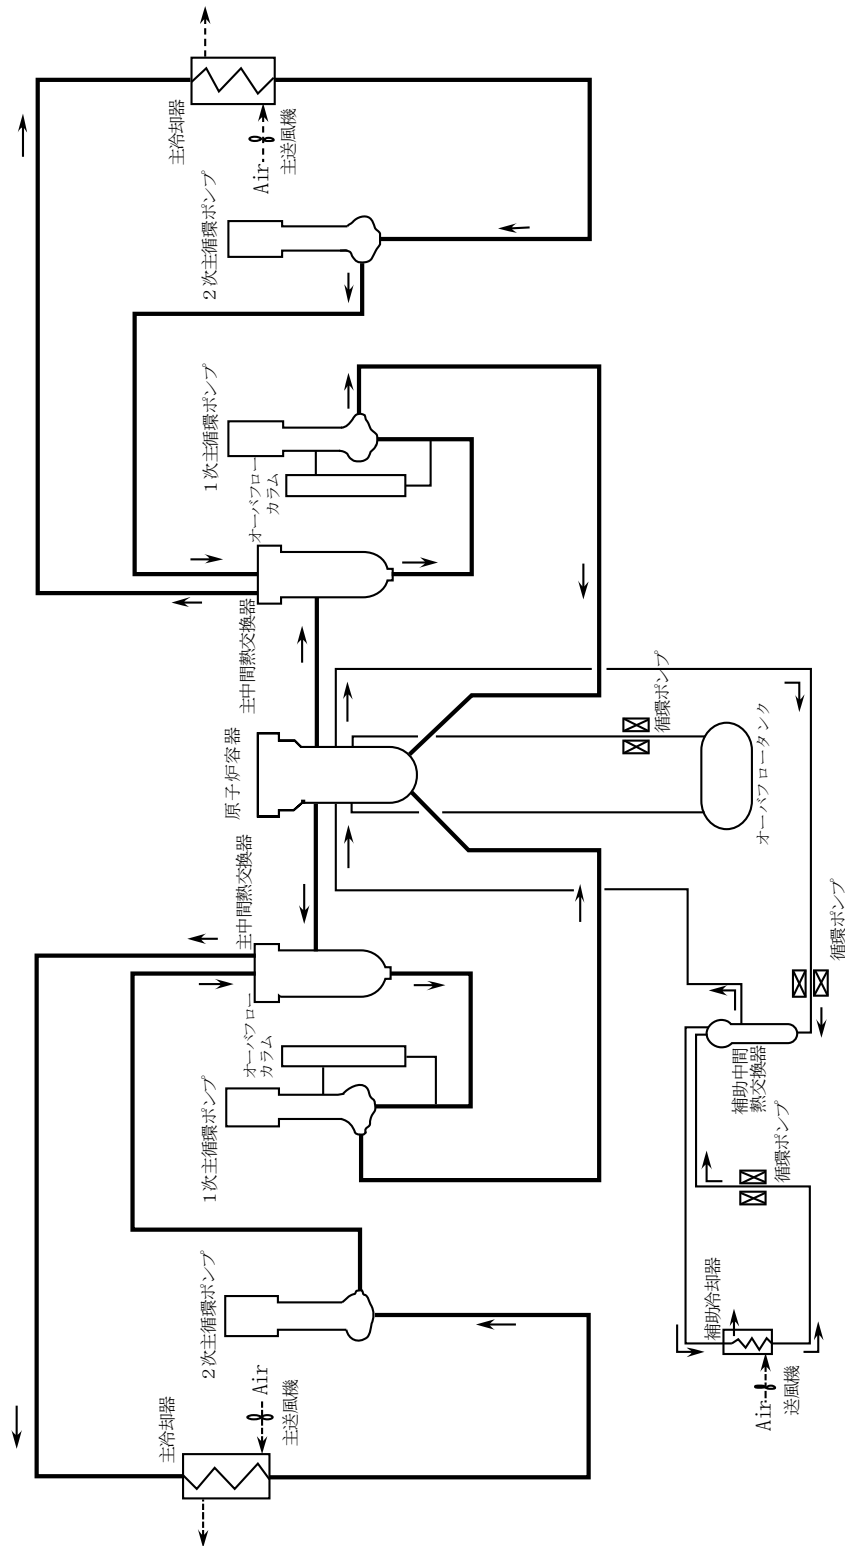 主冷却器
Air
主送風機
2次主循環ポンプ
1次主循環ポンプ
オーバフロー
カラム
主中間熱交換器
原子炉容器
主中間熱交換器
オーバフロー
カラム
1次主循環ポンプ
2次主循環ポンプ
主冷却器
Air
主送風機
循環ポンプ
オーバフロータンク
補助冷却器
Air
送風機
循環ポンプ
補助中間
熱交換器
循環ポンプ